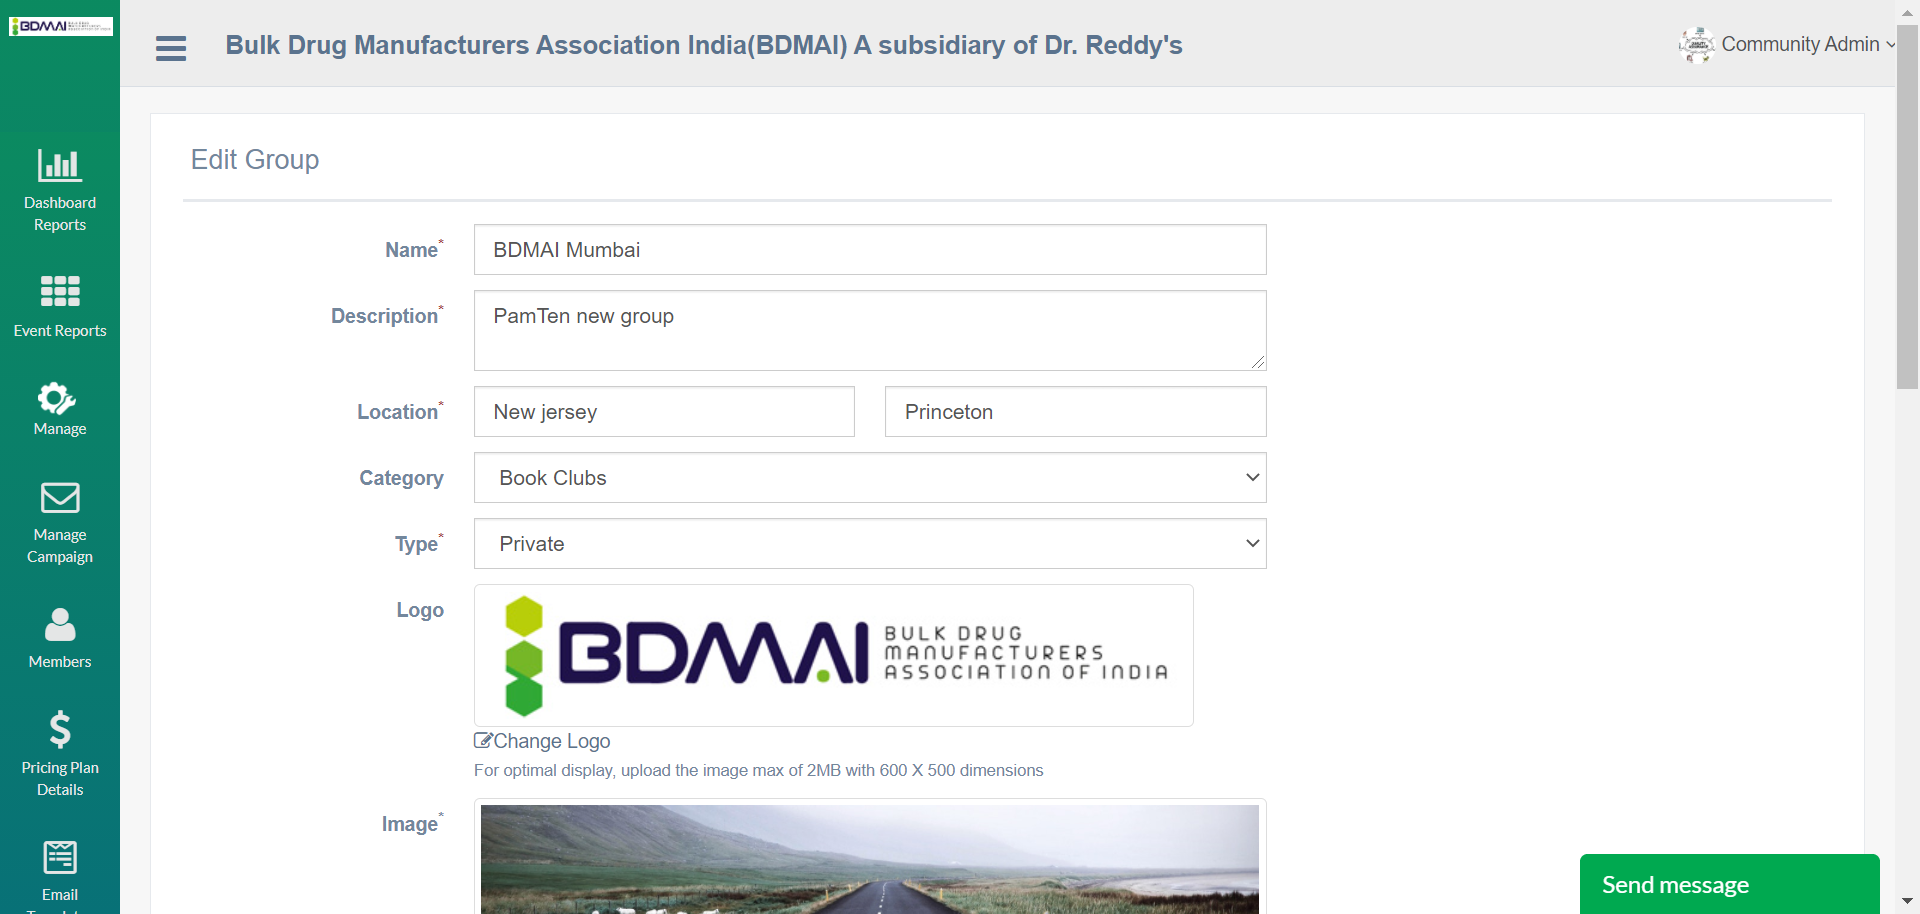 BDMAI
Bulk Drug Manufacturers Association India(BDMAI) A subsidiary of Dr. Reddy's
Community Admin
Dashboard
Reports
Event Reports
Manage
Manage
Campaign
Members
Pricing Plan
Details
Email
Edit Group
Name*
BDMAI Mumbai
Description*
PamTen new group
Location*
New jersey
Princeton
Category
Book Clubs
Type*
Private
Logo
BDMAI
BULK DRUG
MANUFACTURERS
ASSOCIATION OF INDIA
Change Logo
For optimal display, upload the image max of 2MB with 600 X 500 dimensions
Image*
Send message